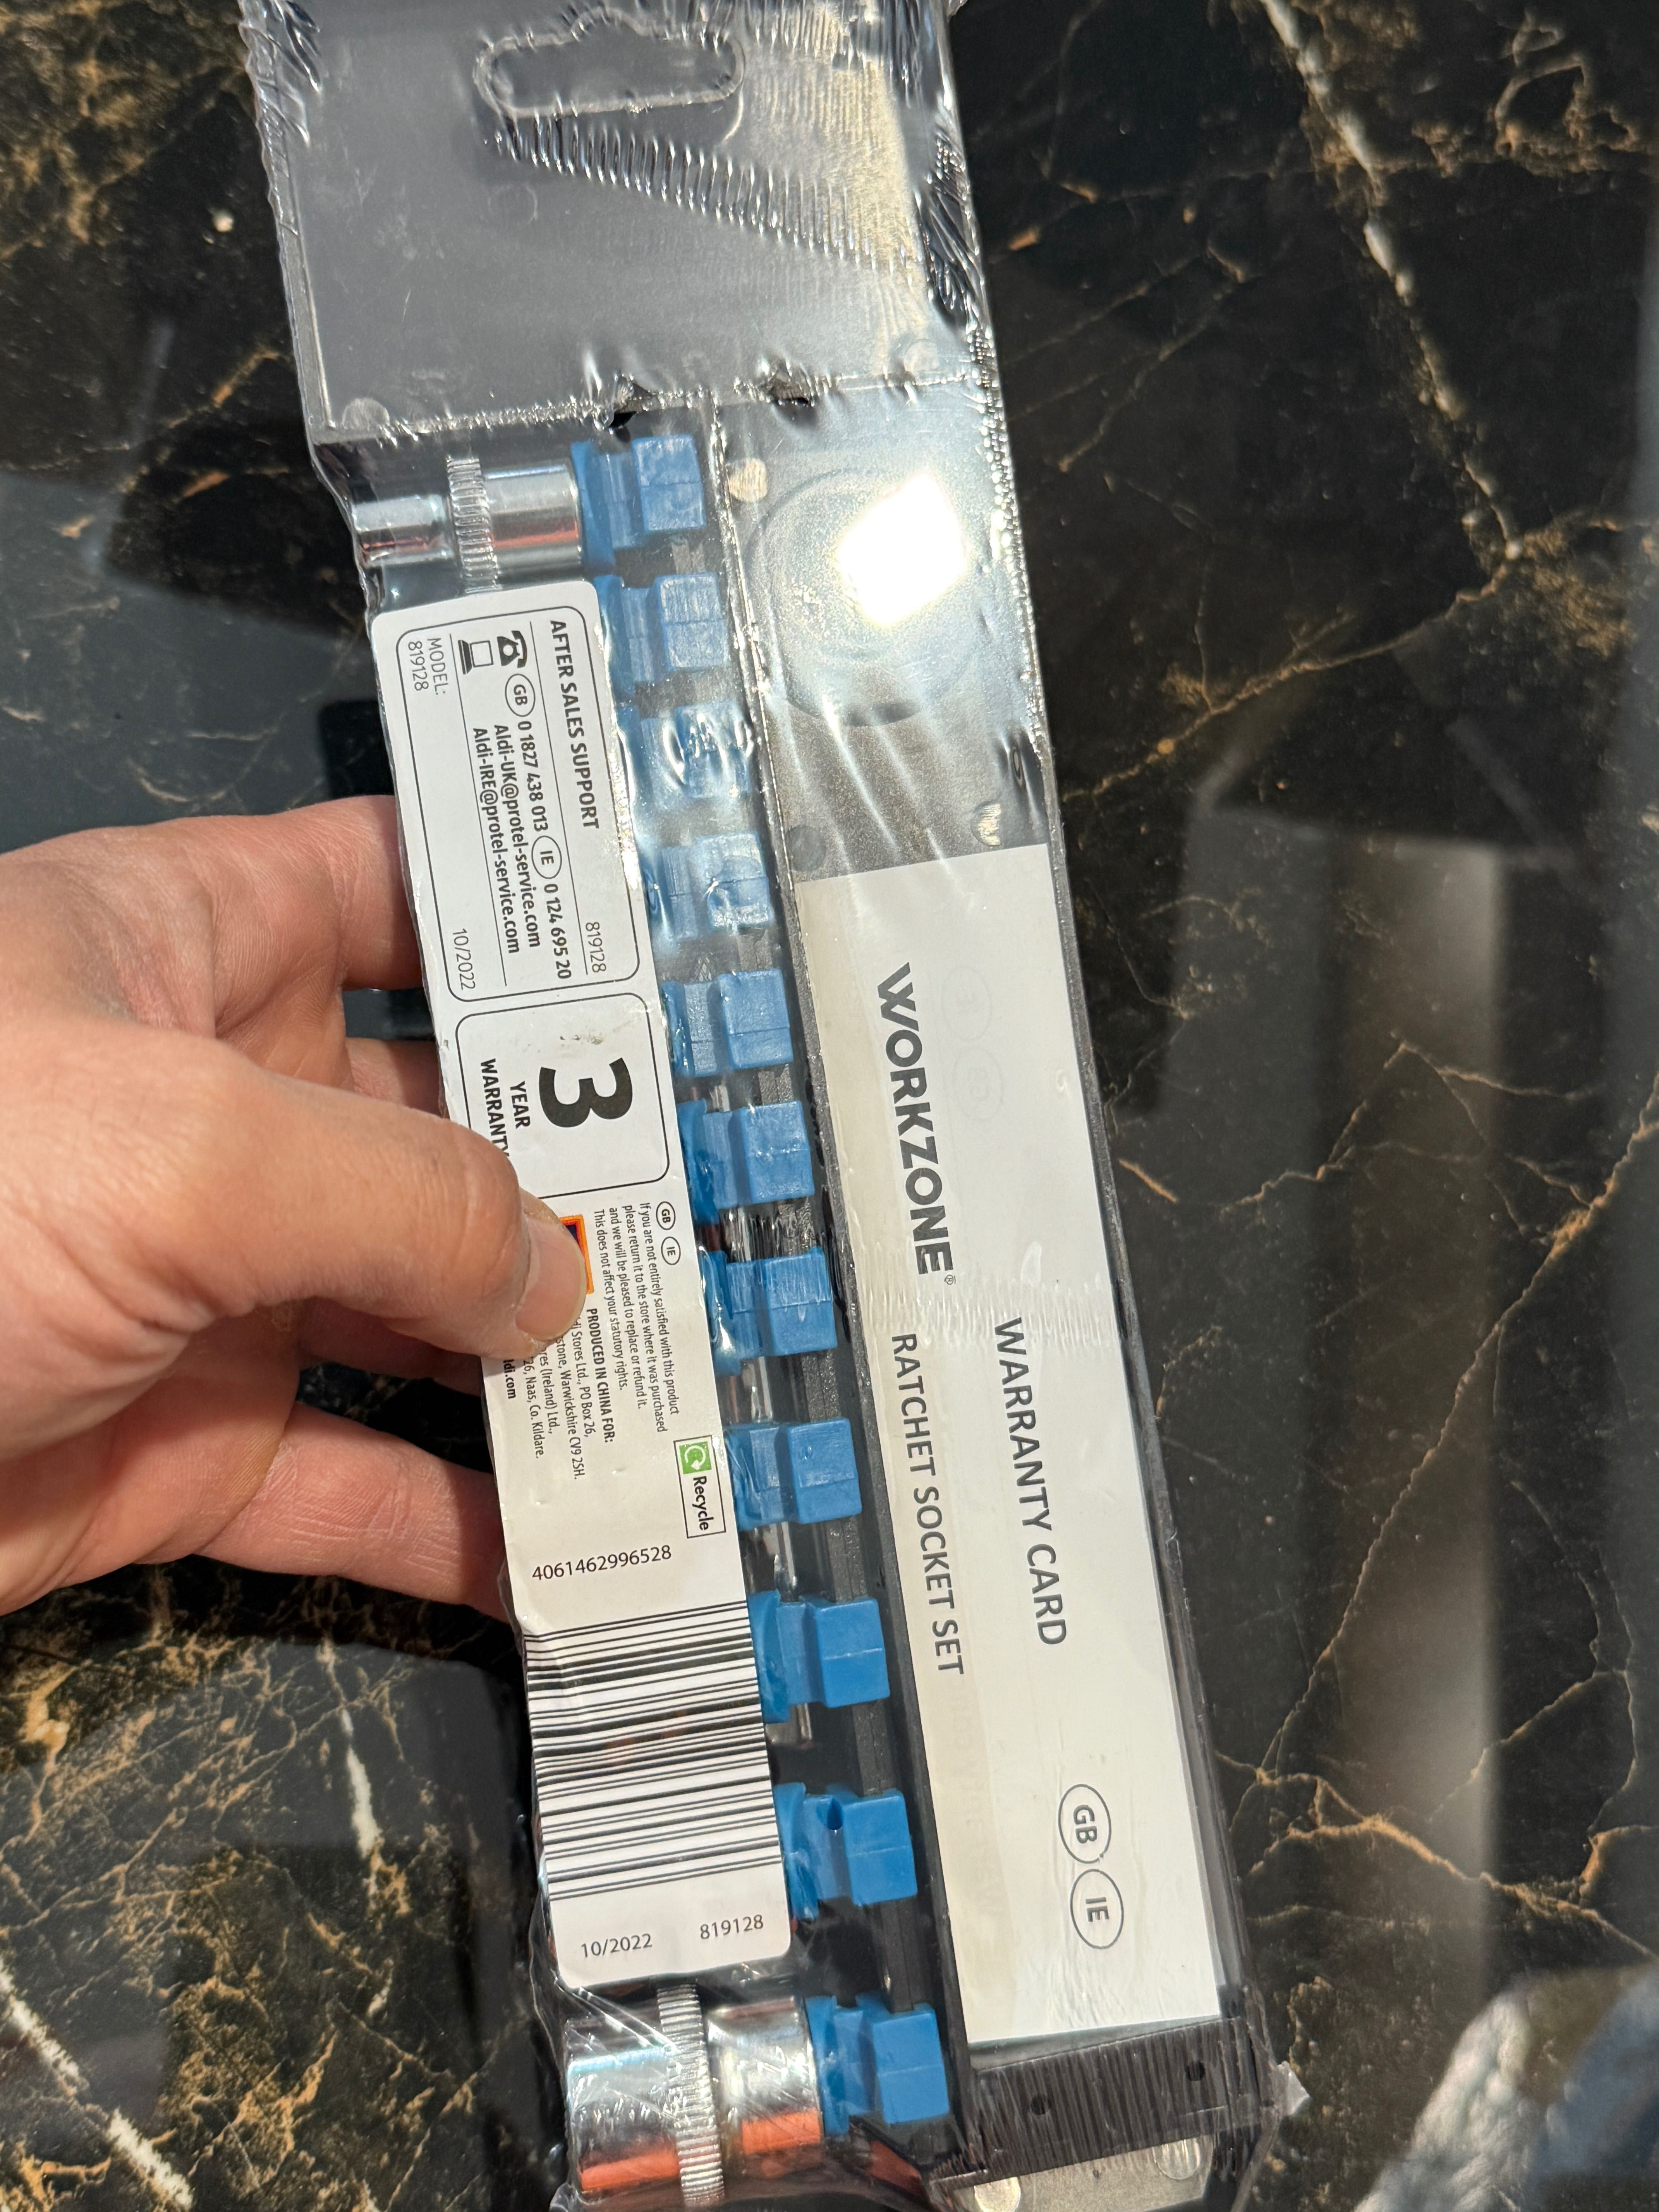 AFTER SALES SUPPORT
819128
GB 0 1827 438 013 IE 0 124 695 20
Aldi-UK@protel-service.com
Aldi-IRE@protel-service.com
MODEL:
819128
10/2022
3
YEAR
WARRANTY
GB IE
If you are not entirely satisfied with this product
please return it to the store where it was purchased
and we will be pleased to replace or refund it.
This does not affect your statutory rights.
PRODUCED IN CHINA FOR:
Stores Ltd., PO Box 26,
Warwickshire CV9 2SH.
(Ireland) Ltd.,
26, Naas, Co. Kildare.
Recycle
4061462996528
10/2022 819128
WORKZONE®
RATCHET SOCKET SET
WARRANTY CARD
GB IE